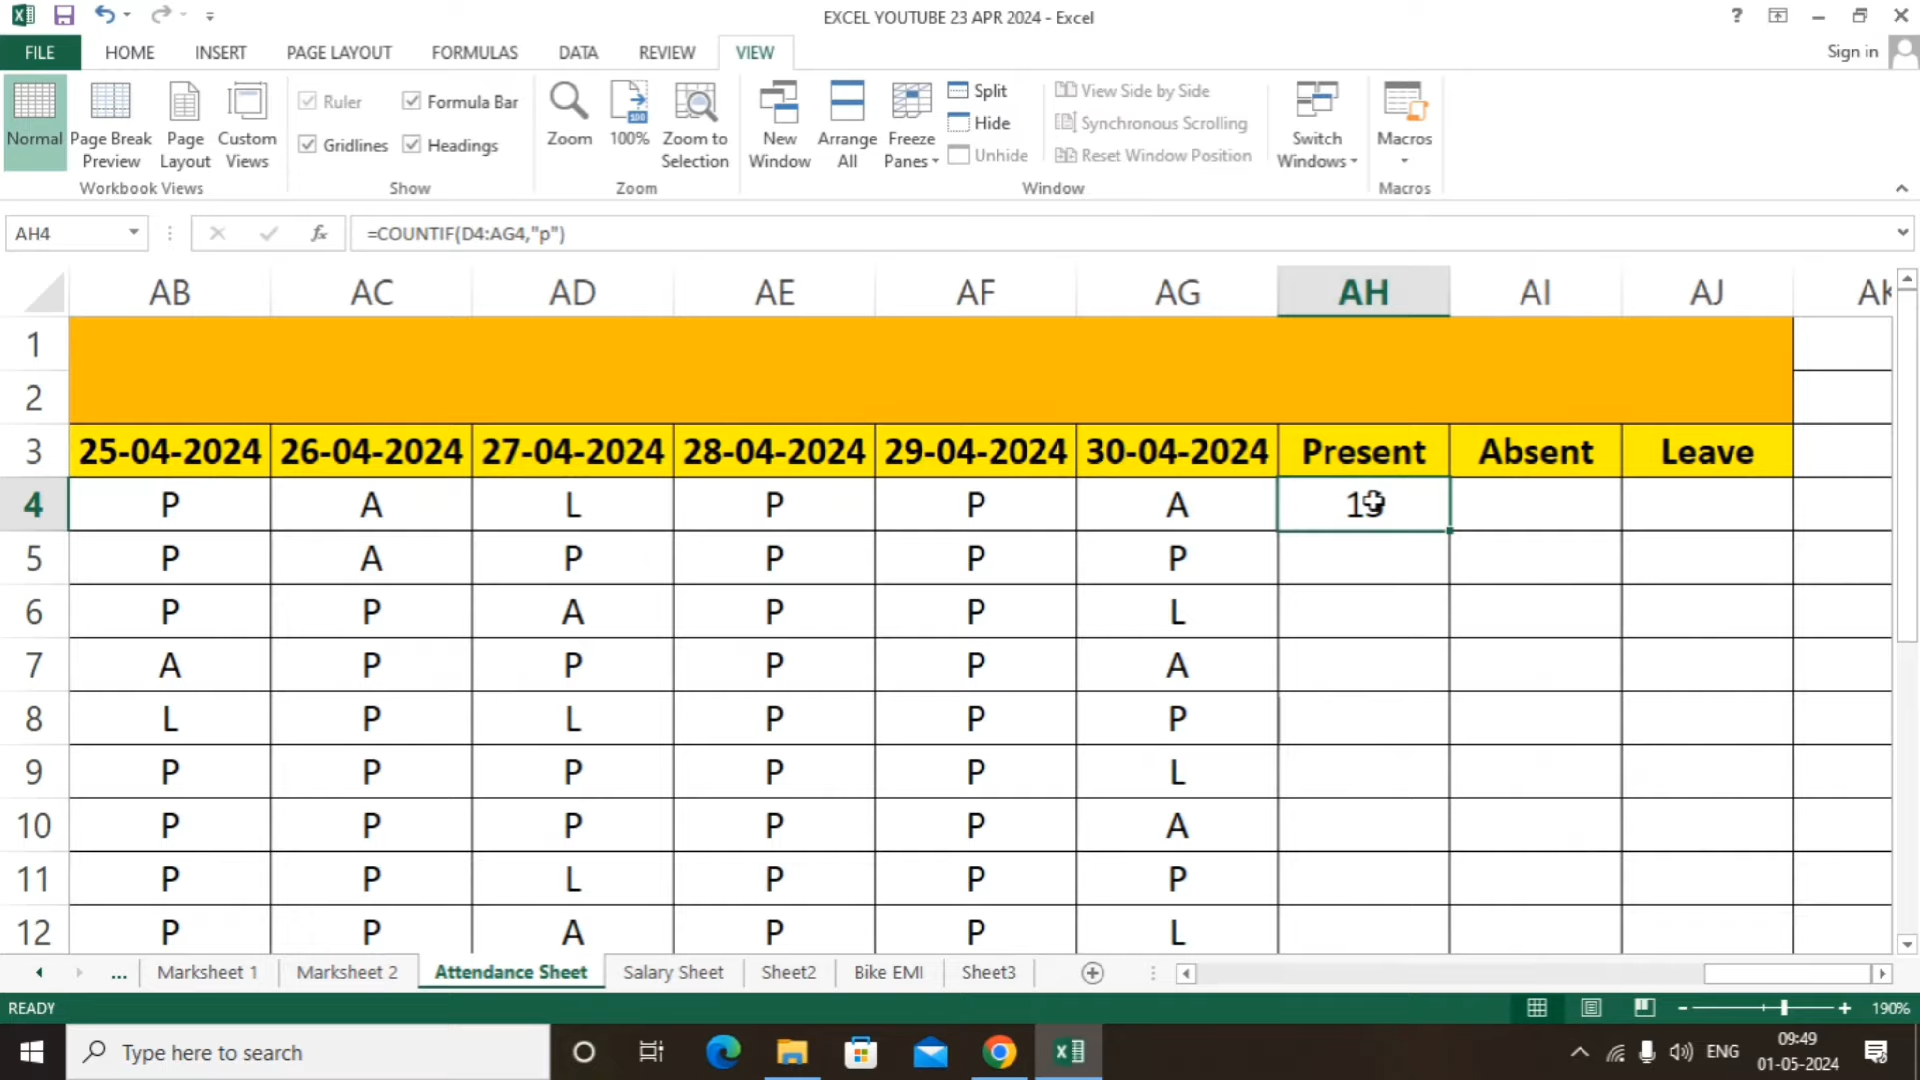 EXCEL YOUTUBE 23 APR 2024 - Excel
?
FILE HOME INSERT PAGE LAYOUT FORMULAS DATA REVIEW VIEW Sign in
Normal Page Break Preview Page Layout Custom Views
Workbook Views
Ruler Formula Bar
Gridlines Headings
Show
Zoom 100% Zoom to Selection
Zoom
New Window Arrange All Freeze Panes
Split
Hide
Unhide
View Side by Side
Synchronous Scrolling
Reset Window Position
Switch Windows
Window
Macros
Macros
AH4 fx =COUNTIF(D4:AG4,"p")
AB AC AD AE AF AG AH AI AJ
1
2
3 25-04-2024 26-04-2024 27-04-2024 28-04-2024 29-04-2024 30-04-2024 Present Absent Leave
4 P A L P P A
5 P A P P P P
6 P P A P P L
7 A P P P P A
8 L P L P P P
9 P P P P P L
10 P P P P P A
11 P P L P P P
12 P P A P P L
... Marksheet 1 Marksheet 2 Attendance Sheet Salary Sheet Sheet2 Bike EMI Sheet3
READY 190%
Type here to search ENG 09:49
01-05-2024